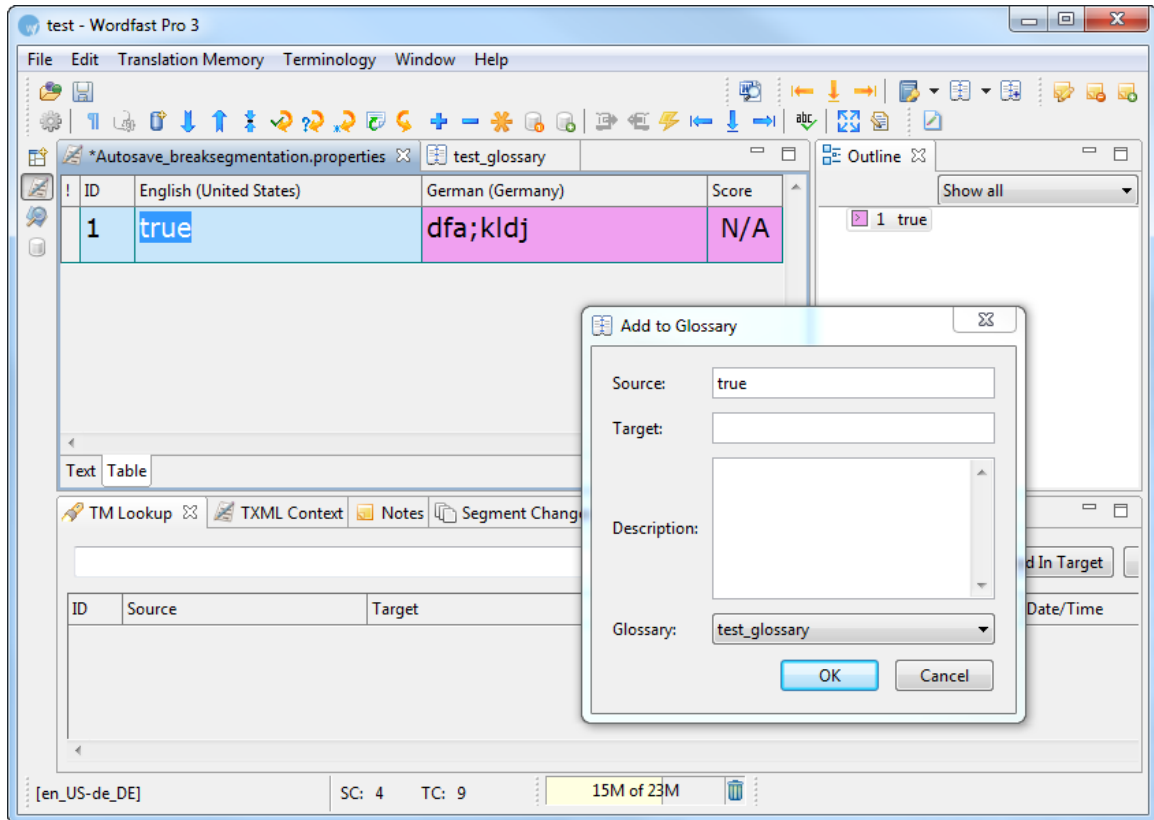 test - Wordfast Pro 3
File Edit Translation Memory Terminology Window Help
*Autosave_breaksegmentation.properties test_glossary
Outline
! ID English (United States) German (Germany) Score
Show all
1 true dfa;kldj N/A
1 true
Text Table
Add to Glossary
Source: true
Target:
Description:
Glossary: test_glossary
OK Cancel
TM Lookup TXML Context Notes Segment Chang
d In Target
ID Source Target Date/Time
[en_US-de_DE] SC: 4 TC: 9 15M of 23M